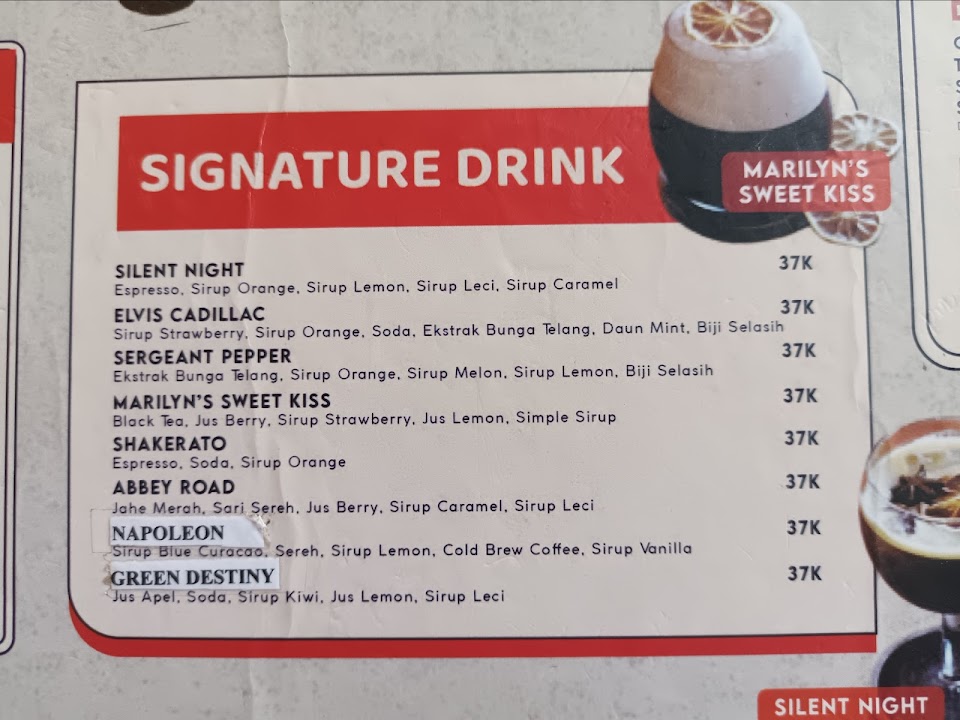 SIGNATURE DRINK
MARILYN'S
SWEET KISS
SILENT NIGHT 37K
Espresso, Sirup Orange, Sirup Lemon, Sirup Leci, Sirup Caramel
ELVIS CADILLAC 37K
Sirup Strawberry, Sirup Orange, Soda, Ekstrak Bunga Telang, Daun Mint, Biji Selasih
SERGEANT PEPPER 37K
Ekstrak Bunga Telang, Sirup Orange, Sirup Melon, Sirup Lemon, Biji Selasih
MARILYN'S SWEET KISS 37K
Black Tea, Jus Berry, Sirup Strawberry, Jus Lemon, Simple Sirup
SHAKERATO 37K
Espresso, Soda, Sirup Orange
ABBEY ROAD 37K
Jahe Merah, Sari Sereh, Jus Berry, Sirup Caramel, Sirup Leci
NAPOLEON 37K
Sirup Blue Curacao, Sereh, Sirup Lemon, Cold Brew Coffee, Sirup Vanilla
GREEN DESTINY 37K
Jus Apel, Soda, Sirup Kiwi, Jus Lemon, Sirup Leci
SILENT NIGHT